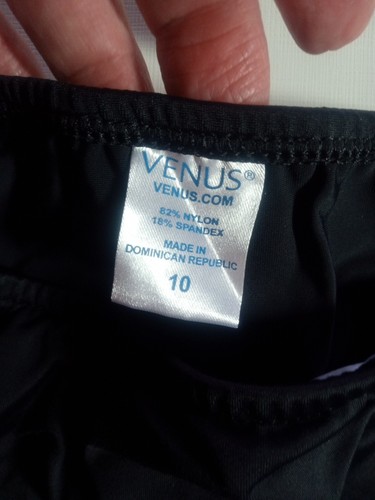 VENUS®
VENUS.COM
82% NYLON
18% SPANDEX
MADE IN
DOMINICAN REPUBLIC
10